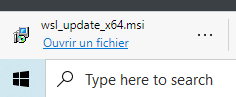 wsl_update_x64.msi
Ouvrir un fichier
...
Type here to search